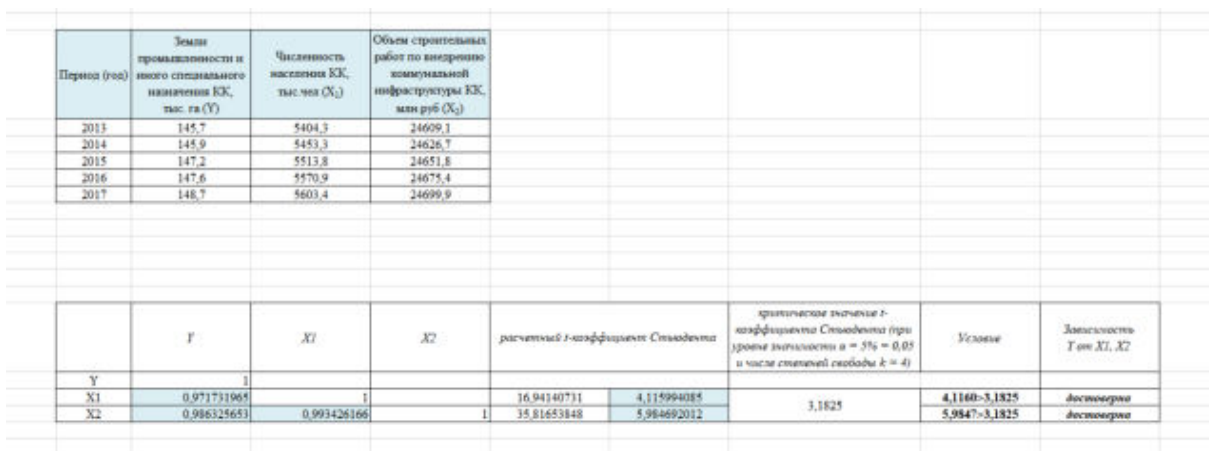 Период (год)
Земли
промышленности и
иного специального
назначения КК,
тыс. га (Y)
Численность
населения КК,
тыс.чел (X₁)
Объем строительных
работ по внедрению
коммунальной
инфраструктуры КК,
млн руб (X₂)
2013 145,7 5404,3 24609,1
2014 145,9 5453,3 24626,7
2015 147,2 5513,8 24651,8
2016 147,6 5570,9 24675,4
2017 148,7 5603,4 24699,9
Y X1 X2 расчетный t-коэффициент Стьюдента
критическое значение t-
коэффициента Стьюдента (при
уровне значимости α = 5% = 0,05
и числе степеней свободы k = 4)
Условие
Зависимость
Y от X1, X2
Y 1
X1 0,971731965 1 16,94140731 4,115994085 3,1825 4,1160>3,1825 достоверна
X2 0,986325653 0,993426166 1 35,81653848 5,984692012 5,9847>3,1825 достоверна